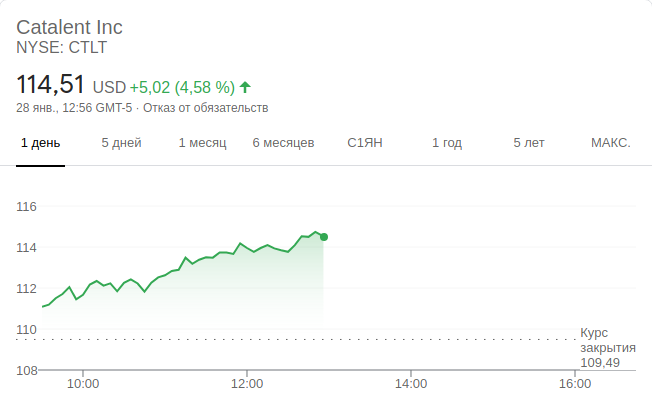 Catalent Inc
NYSE: CTLT
114,51 USD +5,02 (4,58 %)
28 янв., 12:56 GMT-5 · Отказ от обязательств
1 день 5 дней 1 месяц 6 месяцев С1ЯН 1 год 5 лет МАКС.
116
114
112
110
Курс
закрытия
109,49
108
10:00 12:00 14:00 16:00